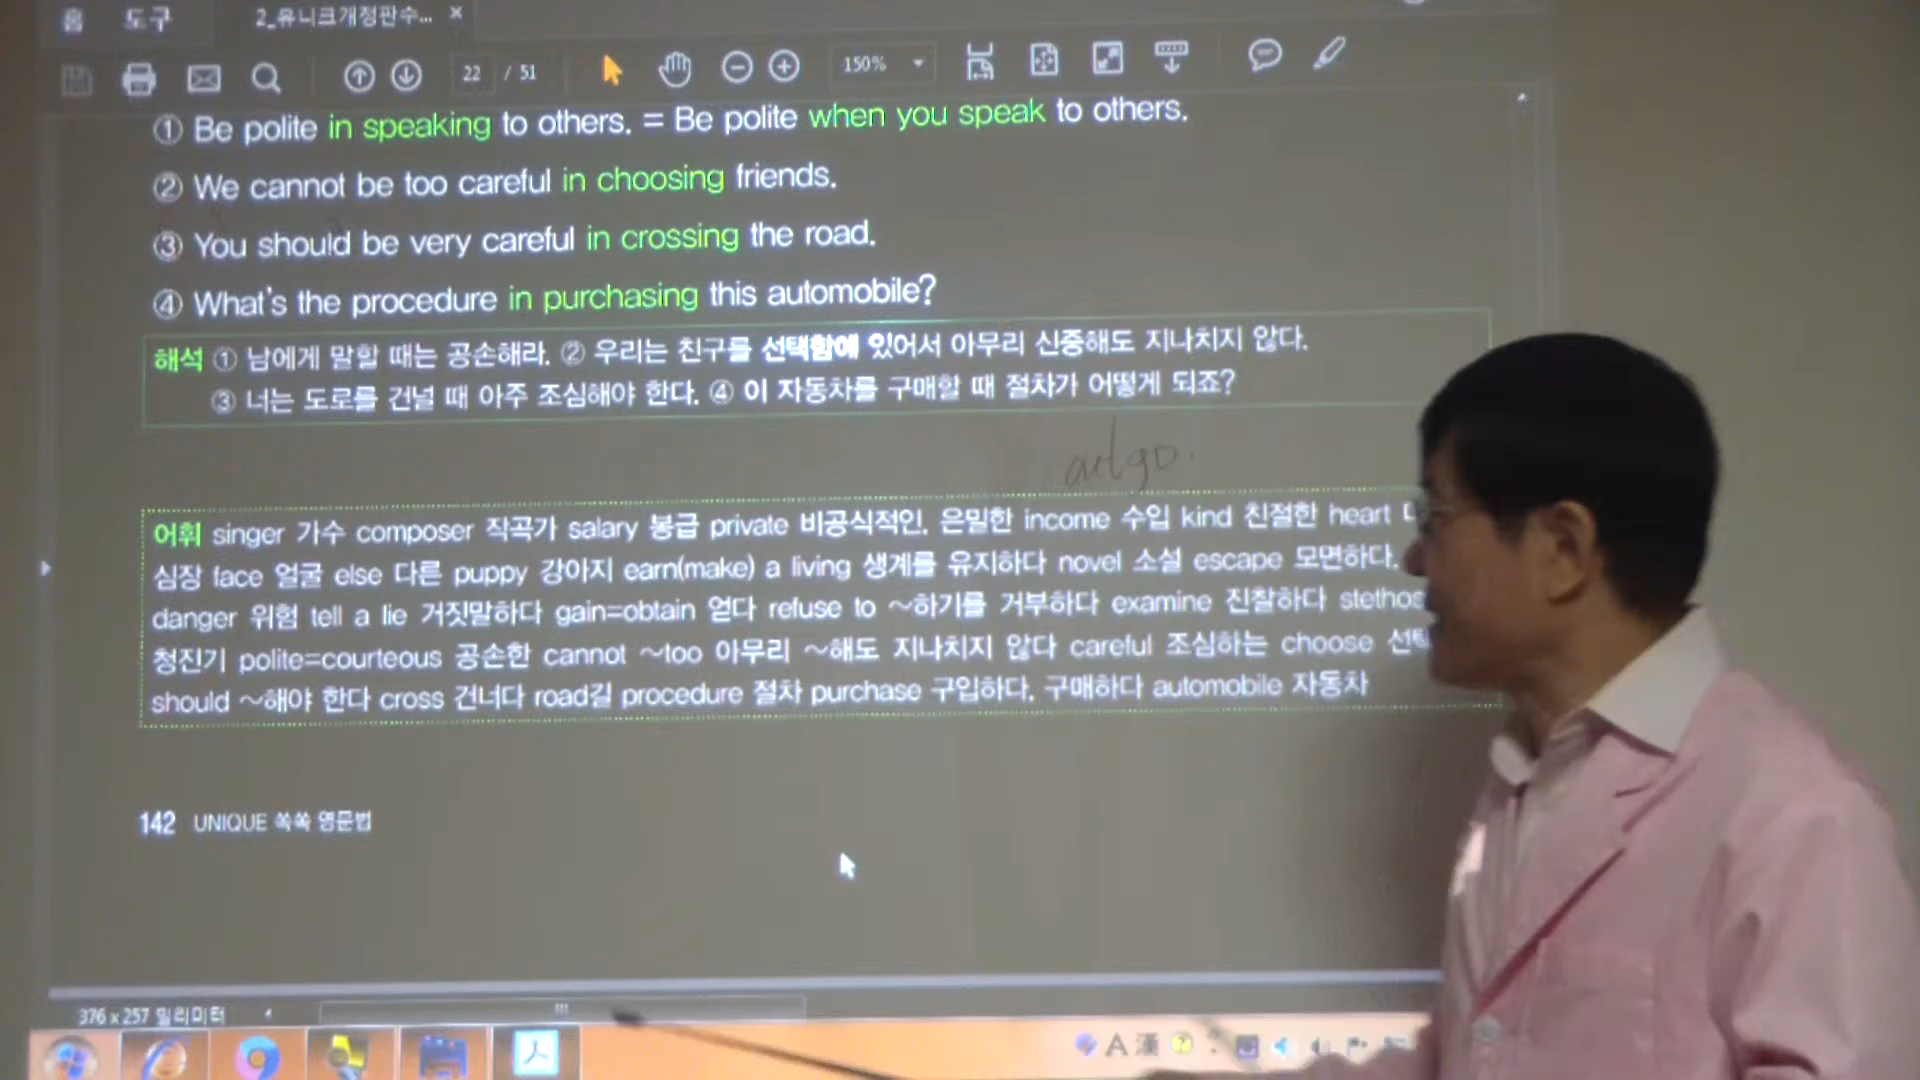 홈 도구 2_유니크개정판수... ×
22 / 51 150%
① Be polite in speaking to others. = Be polite when you speak to others.
② We cannot be too careful in choosing friends.
③ You should be very careful in crossing the road.
④ What's the procedure in purchasing this automobile?
해석 ① 남에게 말할 때는 공손해라. ② 우리는 친구를 선택함에 있어서 아무리 신중해도 지나치지 않다.
③ 너는 도로를 건널 때 아주 조심해야 한다. ④ 이 자동차를 구매할 때 절차가 어떻게 되죠?
어휘 singer 가수 composer 작곡가 salary 봉급 private 비공식적인, 은밀한 income 수입 kind 친절한 heart
심장 face 얼굴 else 다른 puppy 강아지 earn(make) a living 생계를 유지하다 novel 소설 escape 모면하다,
danger 위험 tell a lie 거짓말하다 gain=obtain 얻다 refuse to ~하기를 거부하다 examine 진찰하다 stethos
청진기 polite=courteous 공손한 cannot ~too 아무리 ~해도 지나치지 않다 careful 조심하는 choose 선택
should ~해야 한다 cross 건너다 road길 procedure 절차 purchase 구입하다, 구매하다 automobile 자동차
142 UNIQUE 쏙쏙 영문법
376 x 257 밀리미터
A 漢